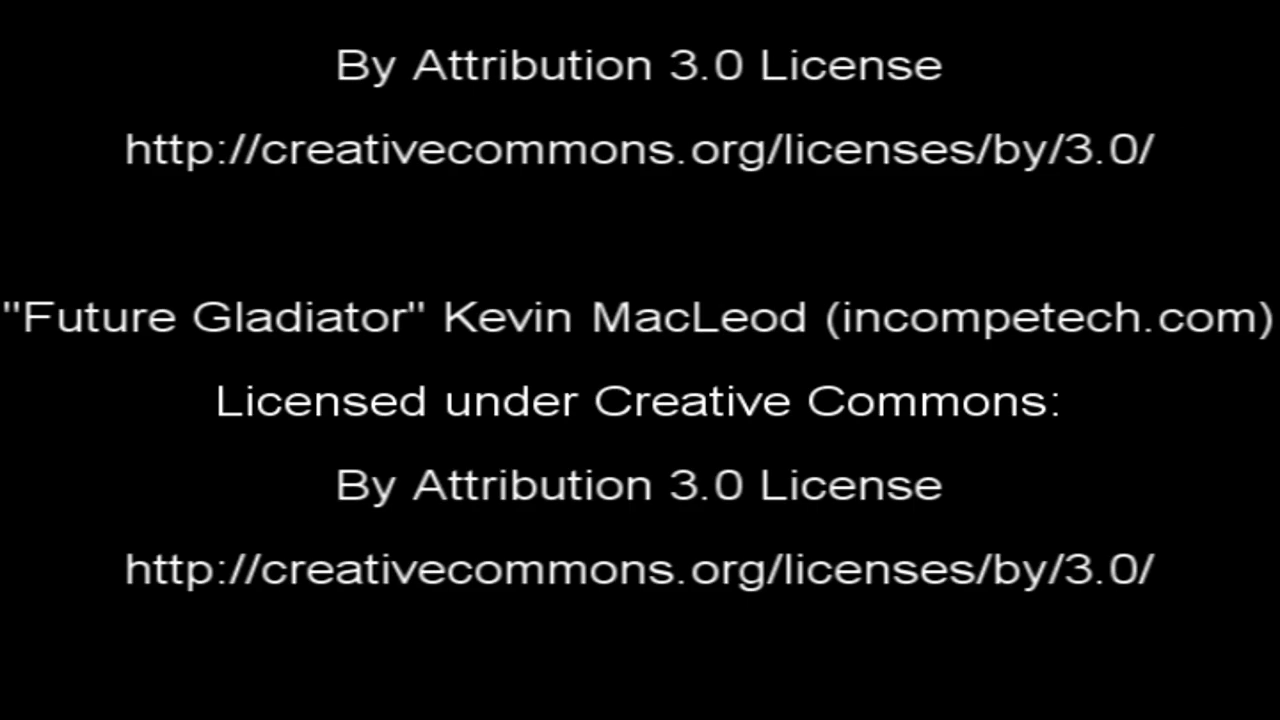 By Attribution 3.0 License
http://creativecommons.org/licenses/by/3.0/
"Future Gladiator" Kevin MacLeod (incompetech.com)
Licensed under Creative Commons:
By Attribution 3.0 License
http://creativecommons.org/licenses/by/3.0/